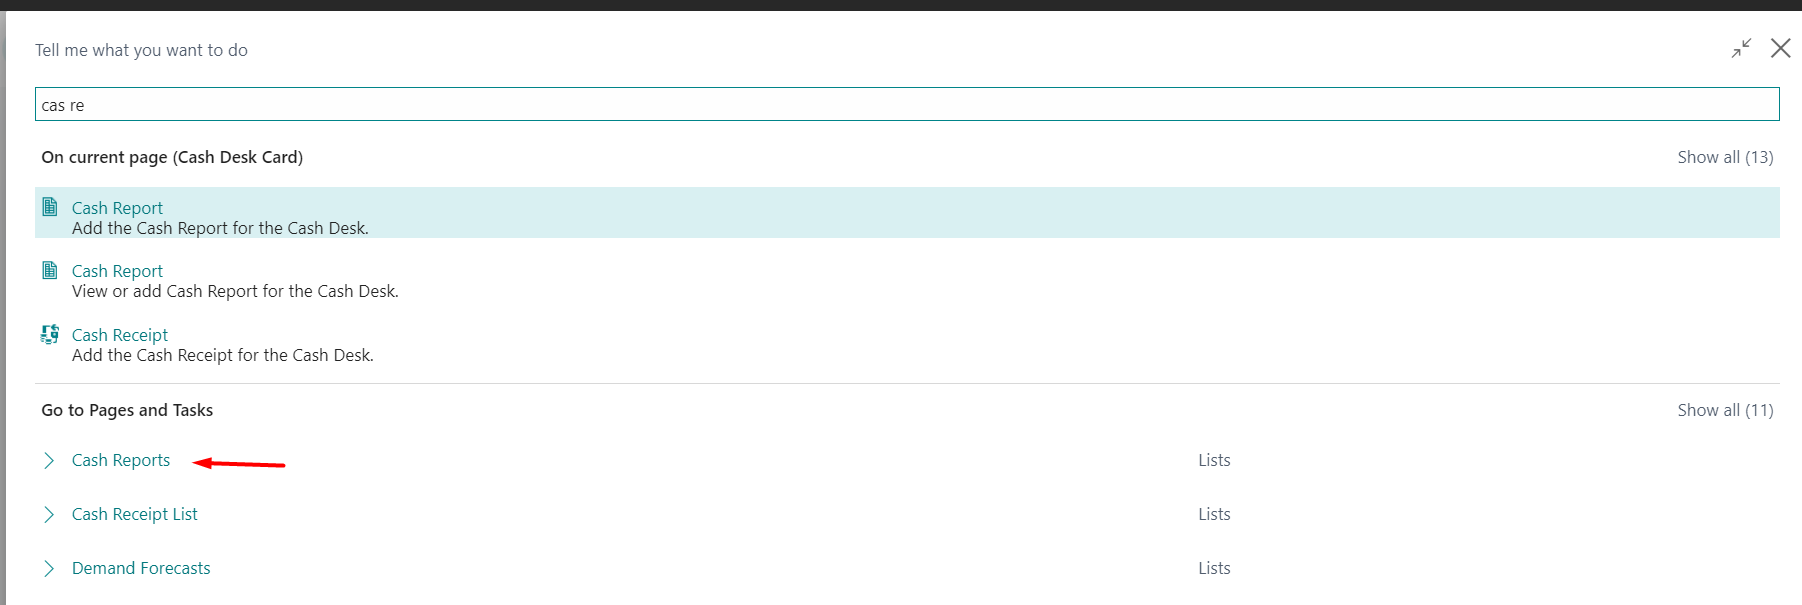 Tell me what you want to do
cas re
On current page (Cash Desk Card) Show all (13)
Cash Report
Add the Cash Report for the Cash Desk.
Cash Report
View or add Cash Report for the Cash Desk.
Cash Receipt
Add the Cash Receipt for the Cash Desk.
Go to Pages and Tasks Show all (11)
Cash Reports Lists
Cash Receipt List Lists
Demand Forecasts Lists